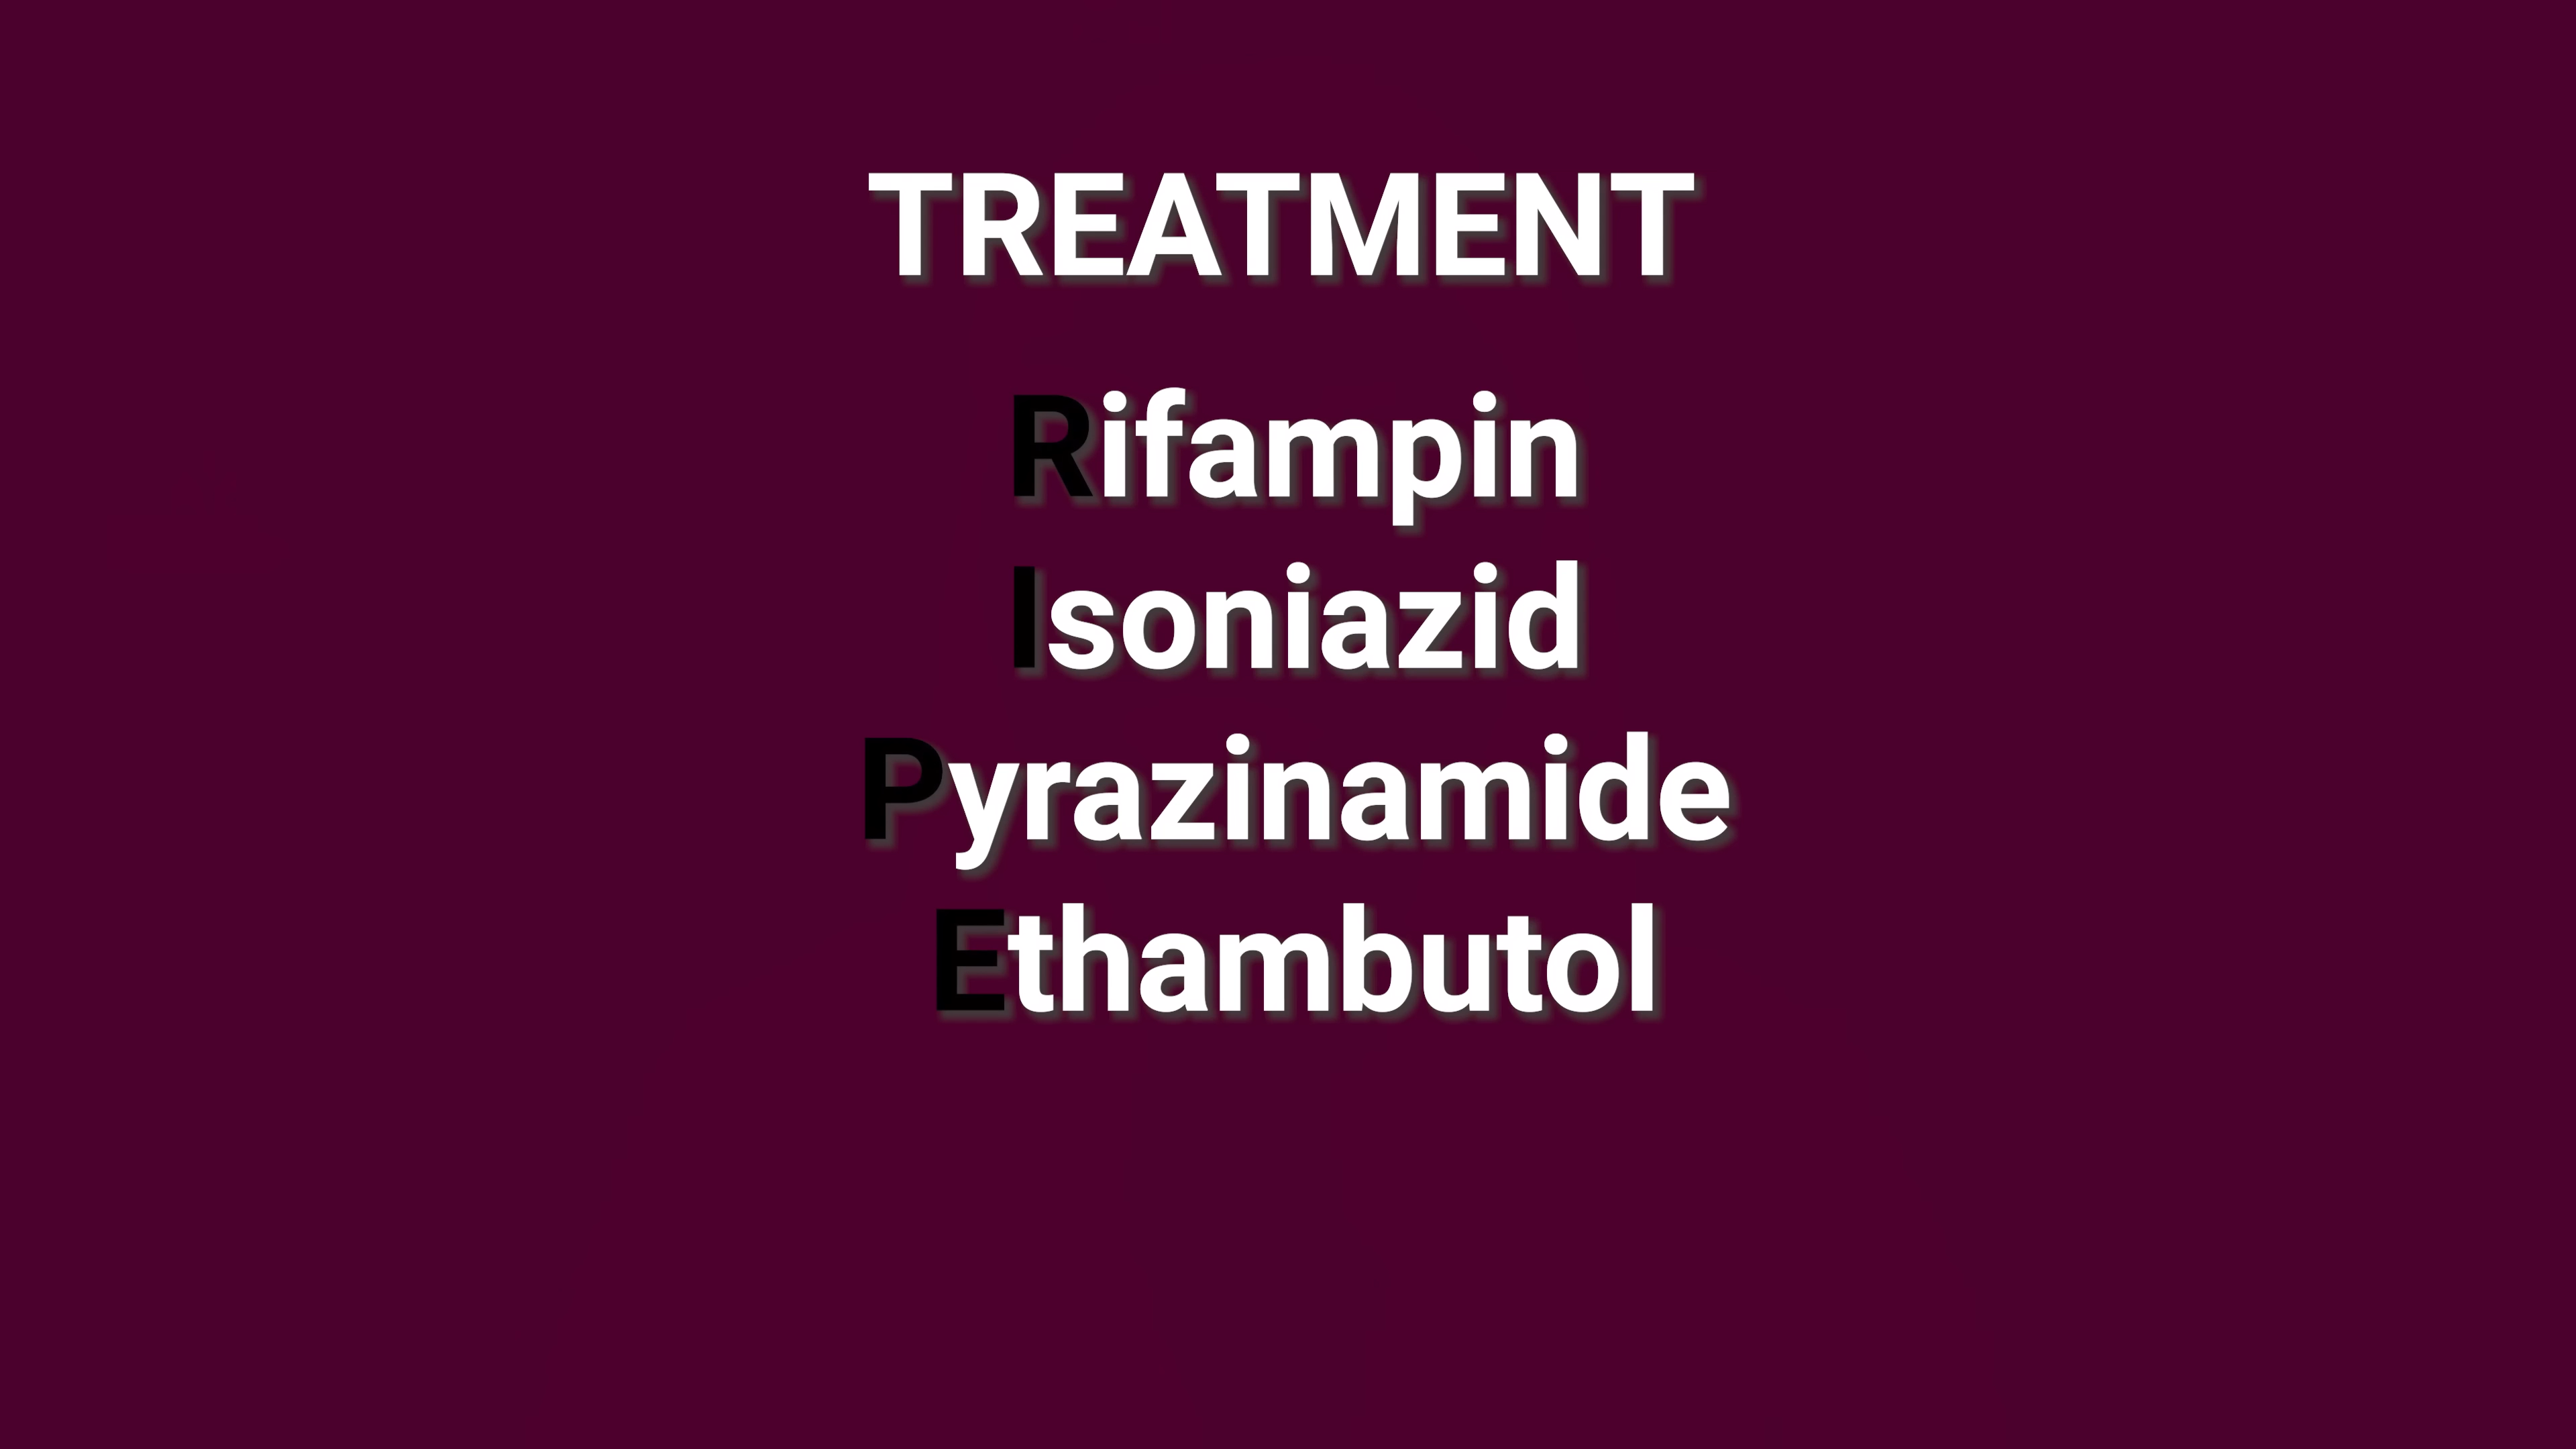 TREATMENT
Rifampin
Isoniazid
Pyrazinamide
Ethambutol